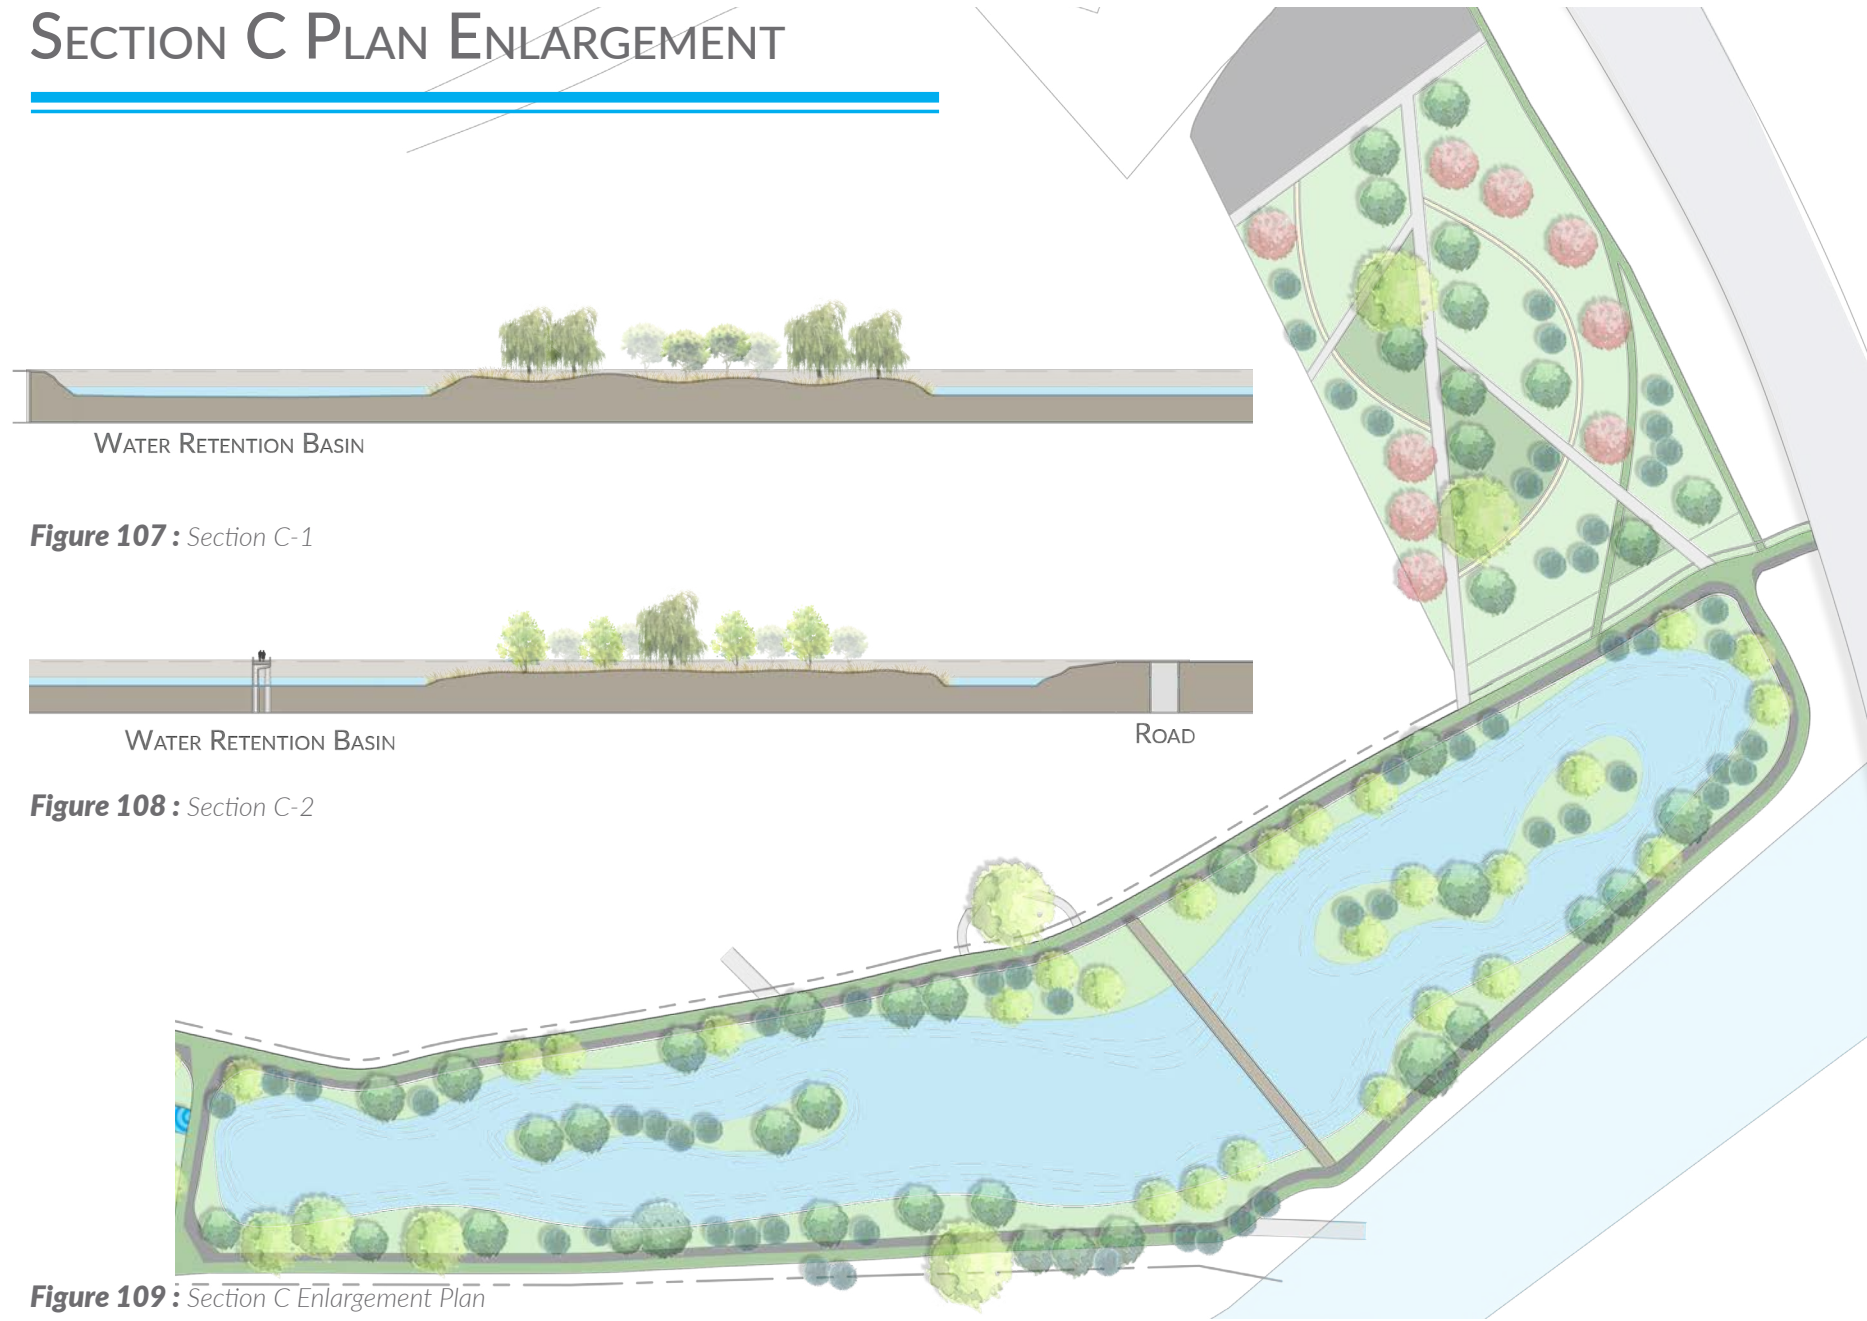 Section C Plan Enlargement
Water Retention Basin
Figure 107 : Section C-1
Water Retention Basin
Road
Figure 108 : Section C-2
Figure 109 : Section C Enlargement Plan